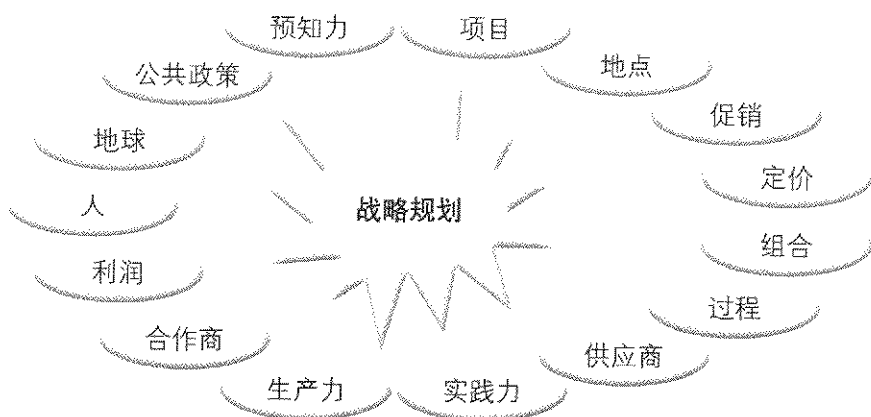 预知力
项目
地点
公共政策
促销
地球
定价
战略规划
人
组合
利润
过程
合作商
供应商
生产力
实践力